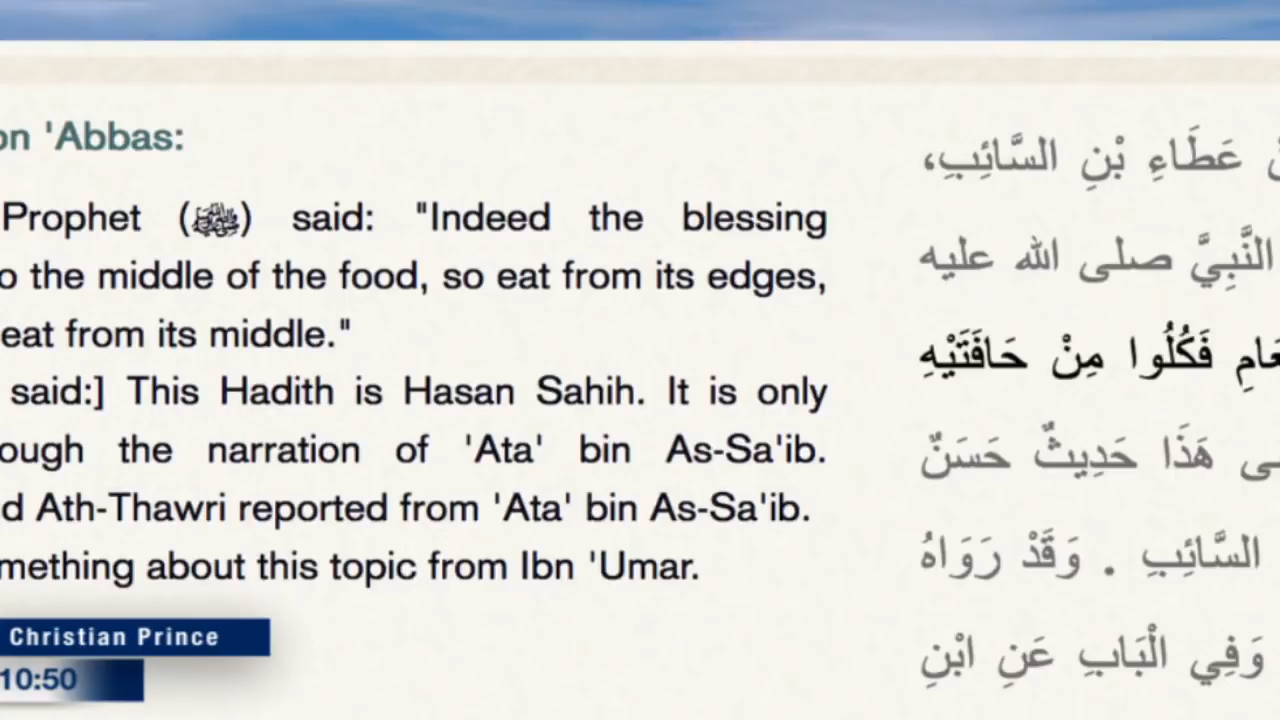 on 'Abbas:
Prophet (ﷺ) said: "Indeed the blessing
o the middle of the food, so eat from its edges,
eat from its middle."
said:] This Hadith is Hasan Sahih. It is only
ough the narration of 'Ata' bin As-Sa'ib.
d Ath-Thawri reported from 'Ata' bin As-Sa'ib.
mething about this topic from Ibn 'Umar.
عَطَاءِ بْنِ السَّائِبِ،
النَّبِيَّ صلى الله عليه
عَامِ فَكُلُوا مِنْ حَافَتَيْهِ
ى هَذَا حَدِيثٌ حَسَنٌ
السَّائِبِ . وَقَدْ رَوَاهُ
وَفِي الْبَابِ عَنِ ابْنِ
Christian Prince
10:50